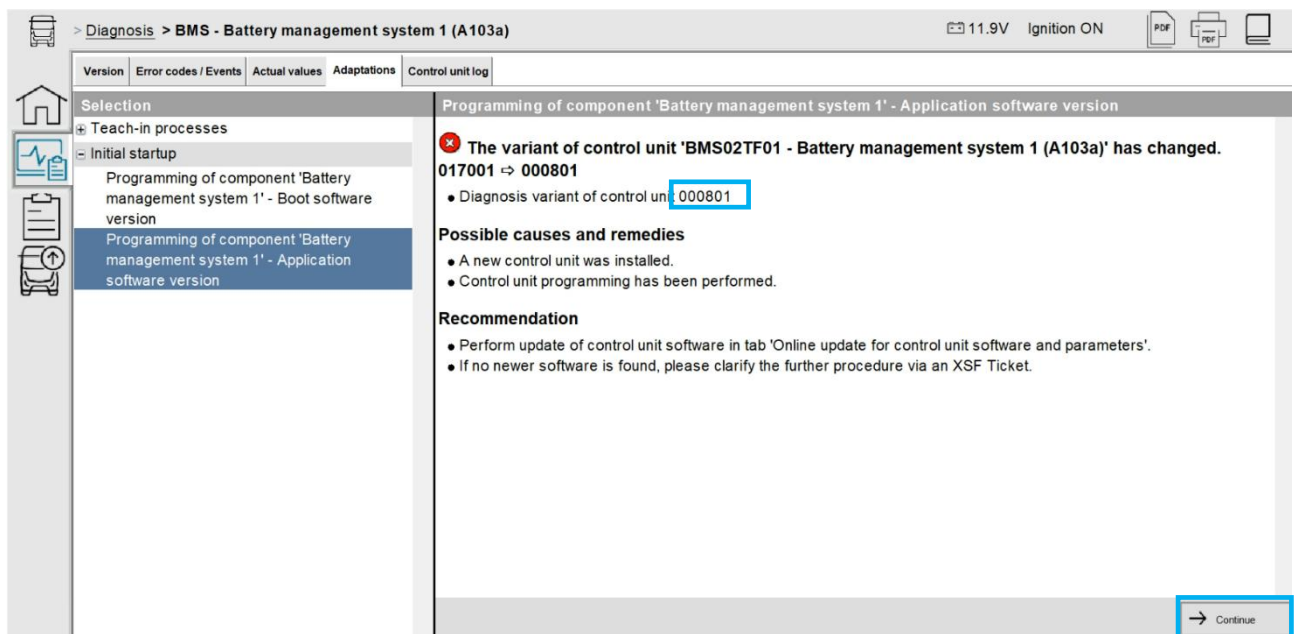 > Diagnosis > BMS - Battery management system 1 (A103a)
11.9V Ignition ON
PDF
PDF
Version Error codes / Events Actual values Adaptations Control unit log
Selection
Teach-in processes
Initial startup
Programming of component 'Battery
management system 1' - Boot software
version
Programming of component 'Battery
management system 1' - Application
software version
Programming of component 'Battery management system 1' - Application software version
The variant of control unit 'BMS02TF01 - Battery management system 1 (A103a)' has changed.
017001 ⇨ 000801
• Diagnosis variant of control unit 000801
Possible causes and remedies
• A new control unit was installed.
• Control unit programming has been performed.
Recommendation
• Perform update of control unit software in tab 'Online update for control unit software and parameters'.
• If no newer software is found, please clarify the further procedure via an XSF Ticket.
→ Continue